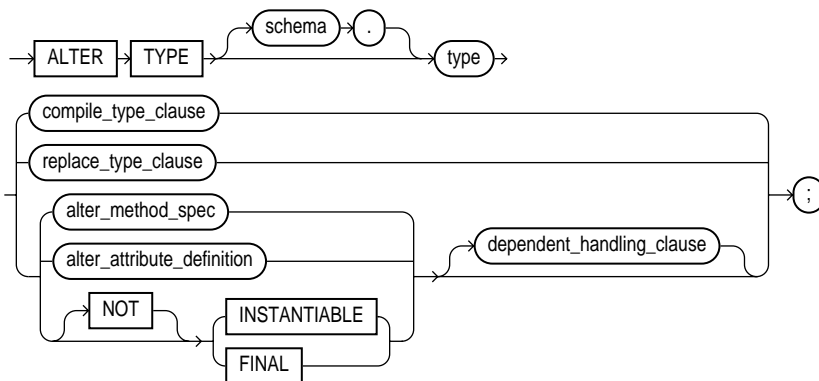 schema .
ALTER TYPE type
compile_type_clause
replace_type_clause
;
alter_method_spec
dependent_handling_clause
alter_attribute_definition
NOT INSTANTIABLE
FINAL